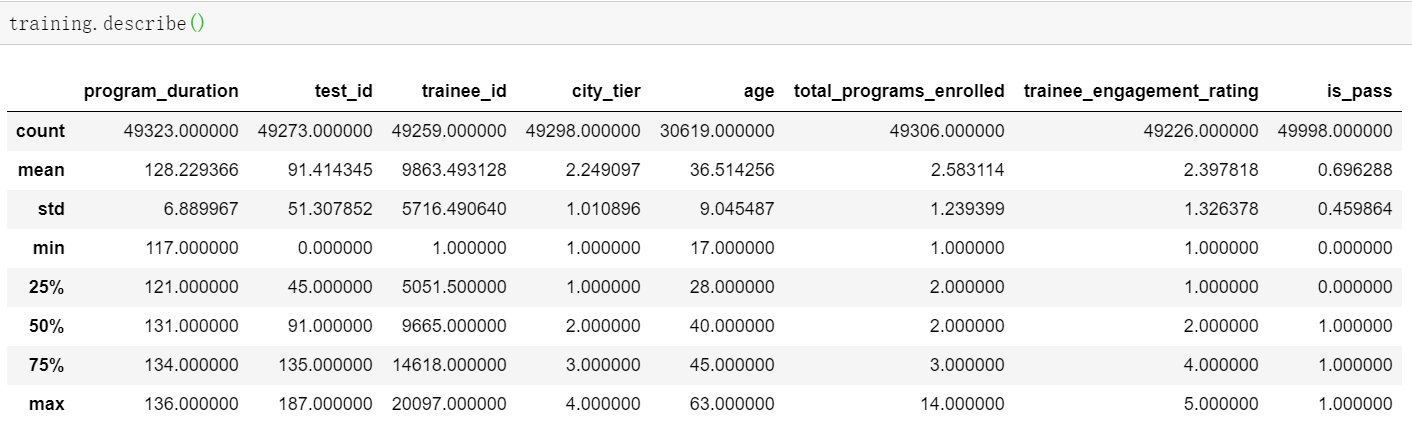 training.describe()
program_duration test_id trainee_id city_tier age total_programs_enrolled trainee_engagement_rating is_pass
count 49323.000000 49273.000000 49259.000000 49298.000000 30619.000000 49306.000000 49226.000000 49998.000000
mean 128.229366 91.414345 9863.493128 2.249097 36.514256 2.583114 2.397818 0.696288
std 6.889967 51.307852 5716.490640 1.010896 9.045487 1.239399 1.326378 0.459864
min 117.000000 0.000000 1.000000 1.000000 17.000000 1.000000 1.000000 0.000000
25% 121.000000 45.000000 5051.500000 1.000000 28.000000 2.000000 1.000000 0.000000
50% 131.000000 91.000000 9665.000000 2.000000 40.000000 2.000000 2.000000 1.000000
75% 134.000000 135.000000 14618.000000 3.000000 45.000000 3.000000 4.000000 1.000000
max 136.000000 187.000000 20097.000000 4.000000 63.000000 14.000000 5.000000 1.000000